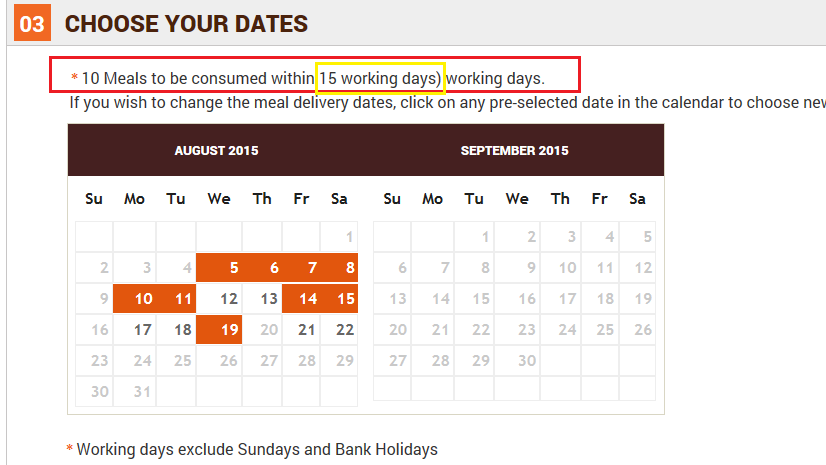 03 CHOOSE YOUR DATES
* 10 Meals to be consumed within 15 working days) working days.
If you wish to change the meal delivery dates, click on any pre-selected date in the calendar to choose new
AUGUST 2015 SEPTEMBER 2015
Su Mo Tu We Th Fr Sa Su Mo Tu We Th Fr Sa
1 1 2 3 4 5
2 3 4 5 6 7 8 6 7 8 9 10 11 12
9 10 11 12 13 14 15 13 14 15 16 17 18 19
16 17 18 19 20 21 22 20 21 22 23 24 25 26
23 24 25 26 27 28 29 27 28 29 30
30 31
* Working days exclude Sundays and Bank Holidays